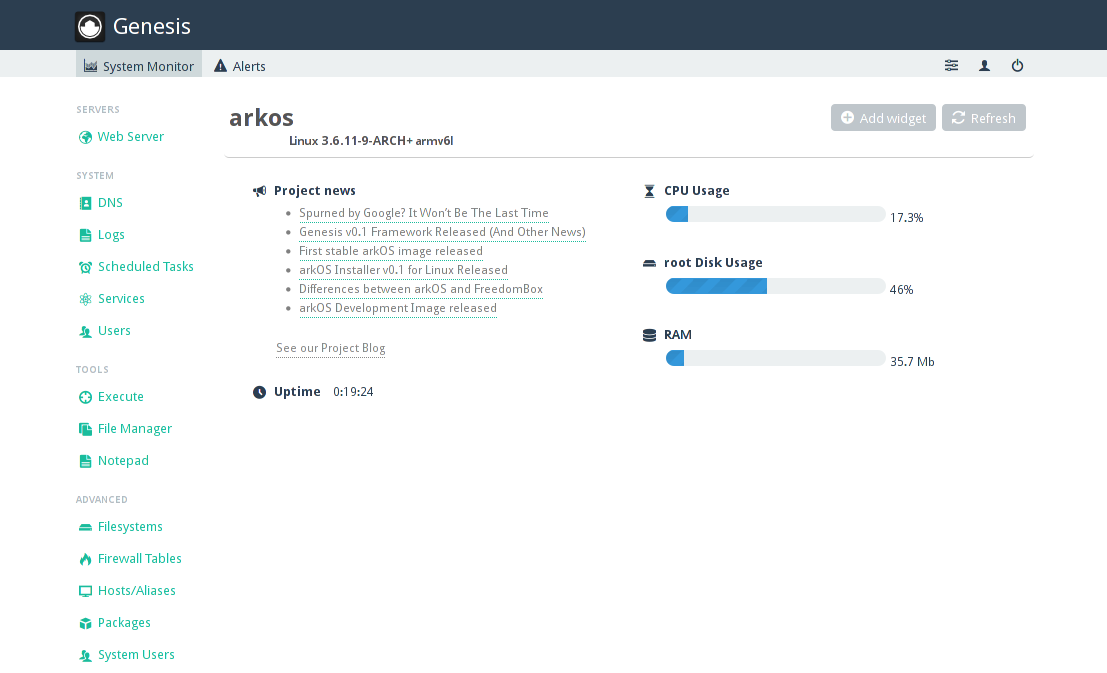 Genesis
System Monitor
Alerts
SERVERS
Web Server
SYSTEM
DNS
Logs
Scheduled Tasks
Services
Users
TOOLS
Execute
File Manager
Notepad
ADVANCED
Filesystems
Firewall Tables
Hosts/Aliases
Packages
System Users
arkos
Linux 3.6.11-9-ARCH+ armv6l
Add widget
Refresh
Project news
Spurned by Google? It Won't Be The Last Time
Genesis v0.1 Framework Released (And Other News)
First stable arkOS image released
arkOS Installer v0.1 for Linux Released
Differences between arkOS and FreedomBox
arkOS Development Image released
See our Project Blog
Uptime 0:19:24
CPU Usage
17.3%
root Disk Usage
46%
RAM
35.7 Mb